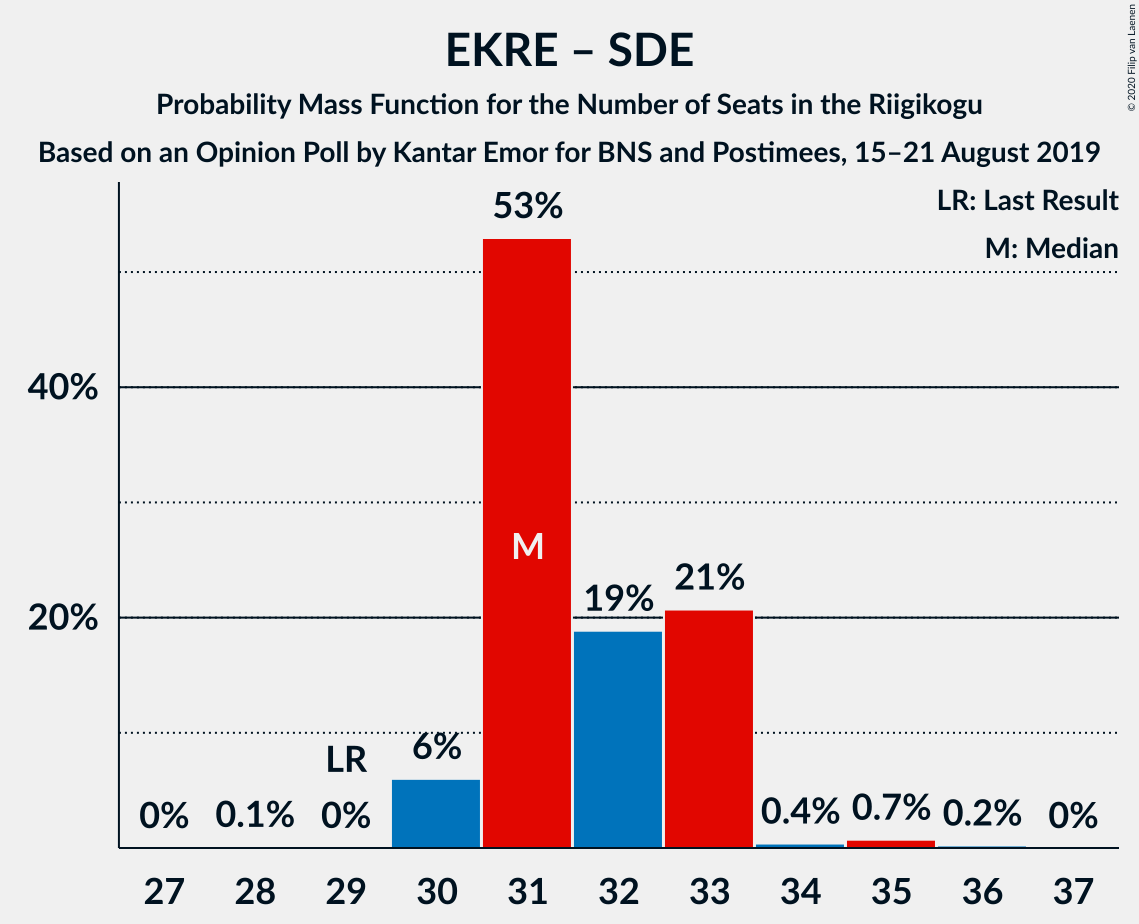 EKRE – SDE
Probability Mass Function for the Number of Seats in the Riigikogu
Based on an Opinion Poll by Kantar Emor for BNS and Postimees, 15–21 August 2019
© 2020 Filip van Laenen
LR: Last Result
M: Median
53%
40%
M
21%
19%
20%
6%
LR
0%
0.1%
0%
0.4%
0.7%
0.2%
0%
27 28 29 30 31 32 33 34 35 36 37